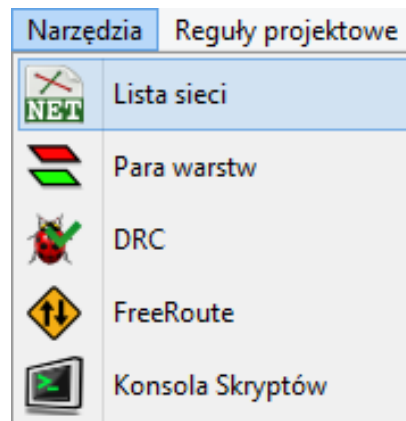 Narzędzia Reguły projektowe
NET Lista sieci
Para warstw
DRC
FreeRoute
Konsola Skryptów